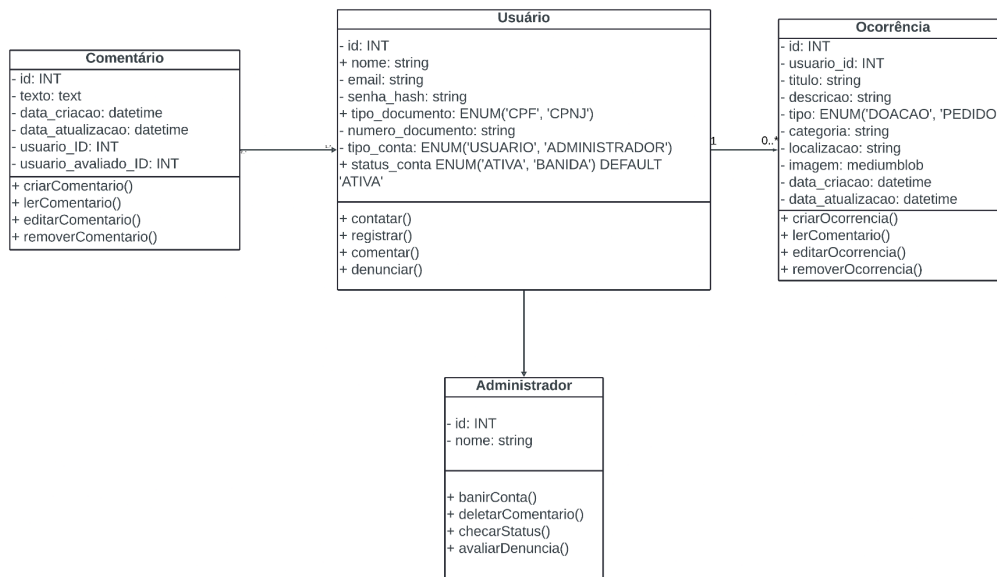 Comentário
- id: INT
- texto: text
- data_criacao: datetime
- data_atualizacao: datetime
- usuario_ID: INT
- usuario_avaliado_ID: INT
+ criarComentario()
+ lerComentario()
+ editarComentario()
+ removerComentario()
Usuário
- id: INT
+ nome: string
- email: string
- senha_hash: string
+ tipo_documento: ENUM('CPF', 'CPNJ')
- numero_documento: string
- tipo_conta: ENUM('USUARIO', 'ADMINISTRADOR')
+ status_conta ENUM('ATIVA', 'BANIDA') DEFAULT
'ATIVA'
+ contatar()
+ registrar()
+ comentar()
+ denunciar()
1
0..*
Ocorrência
- id: INT
- usuario_id: INT
- titulo: string
- descricao: string
- tipo: ENUM('DOACAO', 'PEDIDO
- categoria: string
- localizacao: string
- imagem: mediumblob
- data_criacao: datetime
- data_atualizacao: datetime
+ criarOcorrencia()
+ lerComentario()
+ editarOcorrencia()
+ removerOcorrencia()
Administrador
- id: INT
- nome: string
+ banirConta()
+ deletarComentario()
+ checarStatus()
+ avaliarDenuncia()